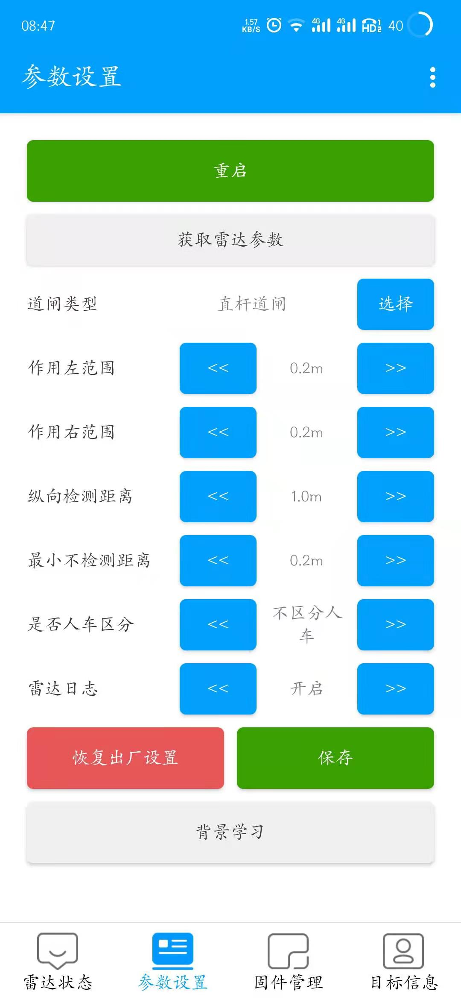 08:47
1.57
KB/S
4G
4G
HD
1
2
40
参数设置
重启
获取雷达参数
道闸类型 直杆道闸 选择
作用左范围 << 0.2m >>
作用右范围 << 0.2m >>
纵向检测距离 << 1.0m >>
最小不检测距离 << 0.2m >>
是否人车区分 << 不区分人
车 >>
雷达日志 << 开启 >>
恢复出厂设置 保存
背景学习
雷达状态 参数设置 固件管理 目标信息